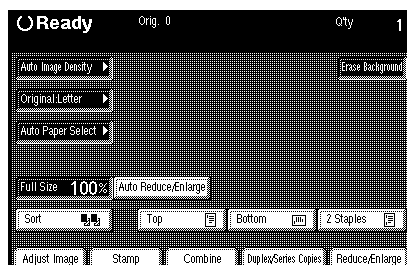 Ready Orig. 0 Q'ty 1
Auto Image Density Erase Background
Original:Letter
Auto Paper Select
Full Size 100% Auto Reduce/Enlarge
Sort Top Bottom 2 Staples
Adjust Image Stamp Combine Duplex/Series Copies Reduce/Enlarge